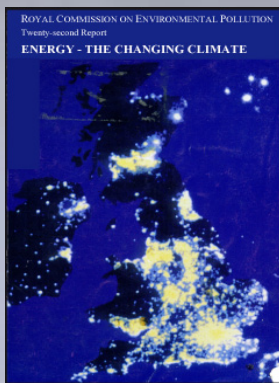 ROYAL COMMISSION ON ENVIRONMENTAL POLLUTION
Twenty-second Report
ENERGY - THE CHANGING CLIMATE